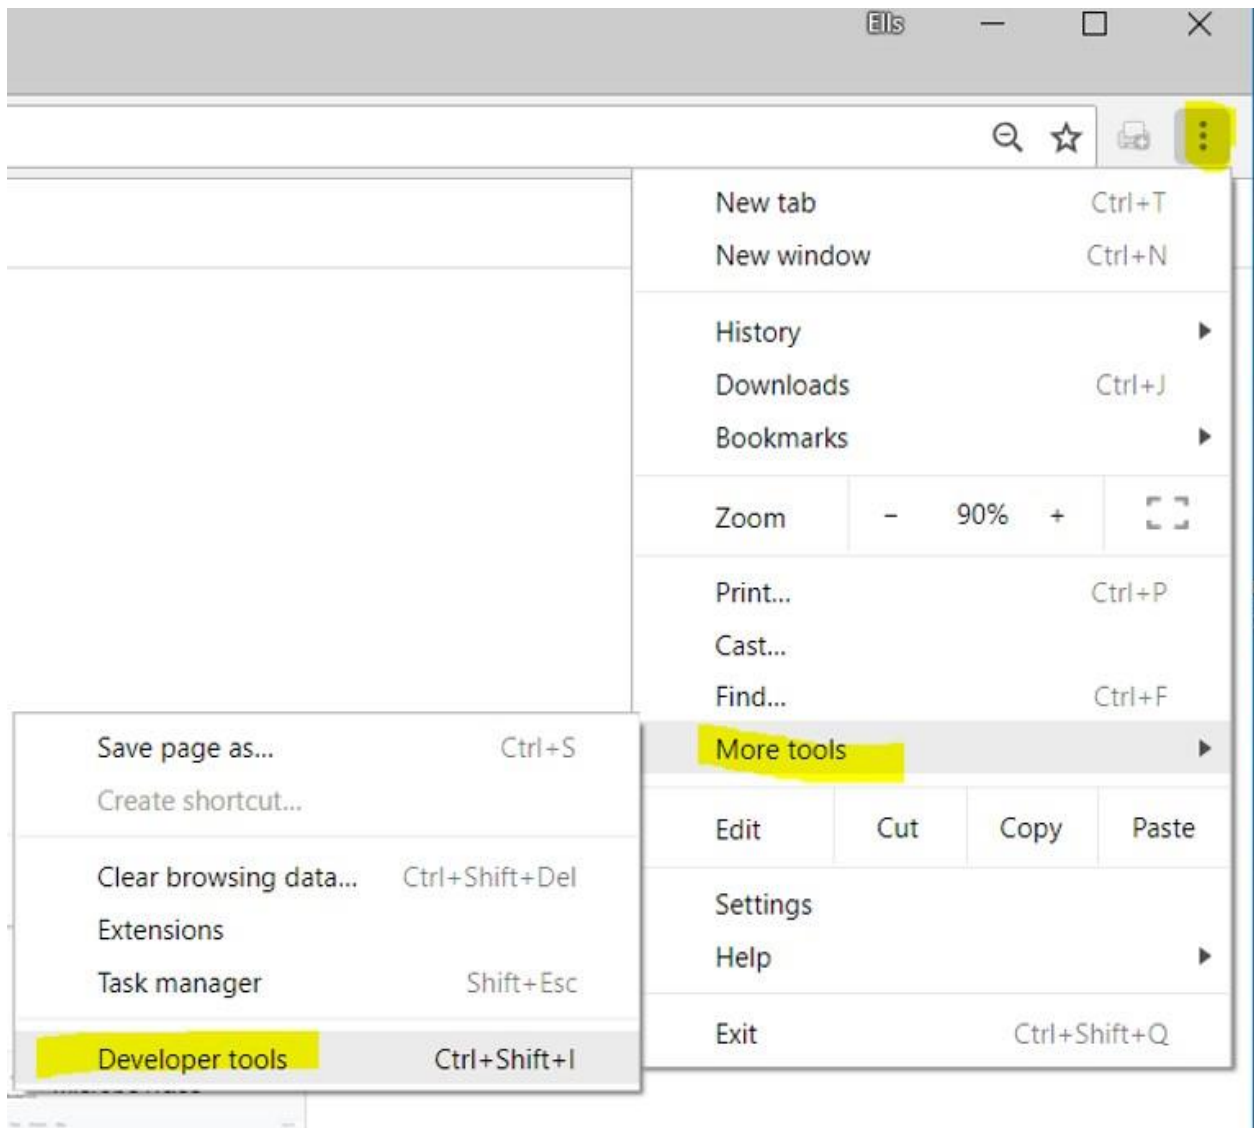 Ells
New tab Ctrl+T
New window Ctrl+N
History
Downloads Ctrl+J
Bookmarks
Zoom - 90% +
Print... Ctrl+P
Cast...
Find... Ctrl+F
More tools
Edit Cut Copy Paste
Settings
Help
Exit Ctrl+Shift+Q
Save page as... Ctrl+S
Create shortcut...
Clear browsing data... Ctrl+Shift+Del
Extensions
Task manager Shift+Esc
Developer tools Ctrl+Shift+I